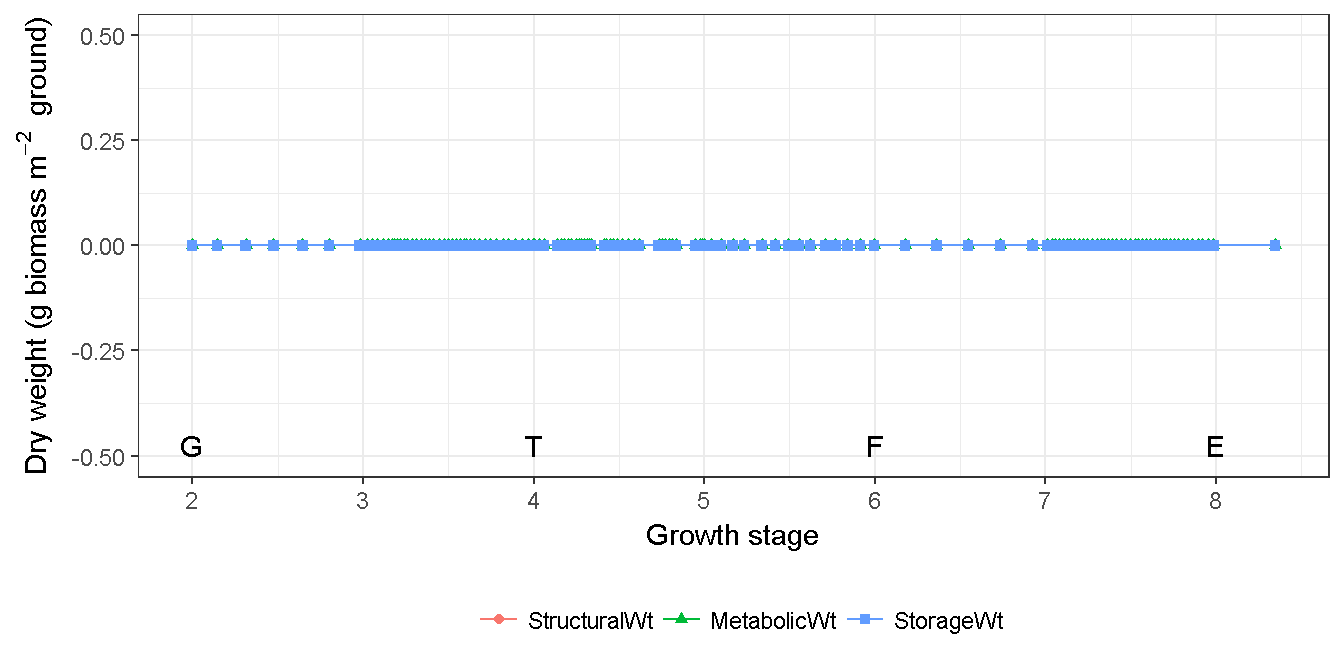 Dry weight (g biomass m⁻² ground)
0.50
0.25
0.00
-0.25
-0.50
G T F E
2 3 4 5 6 7 8
Growth stage
StructuralWt MetabolicWt StorageWt